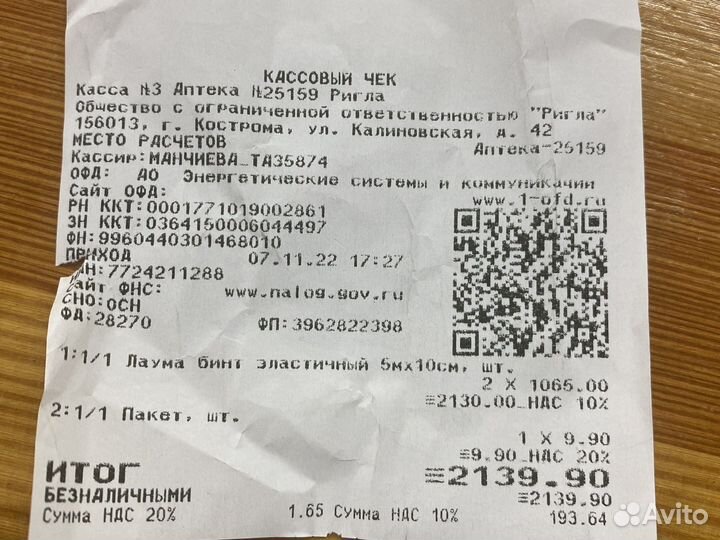 КАССОВЫЙ ЧЕК
Касса №3 Аптека №25159 Ригла
Общество с ограниченной ответственностью "Ригла"
156013, г. Кострома, ул. Калиновская, д. 42
МЕСТО РАСЧЕТОВ Аптека-25159
Кассир:МАНЧИЕВА_ТА35874
ОФД: АО Энергетические системы и коммуникации
Сайт ОФД: www.1-ofd.ru
РН ККТ:0001771019002861
ЗН ККТ:0364150006044497
ФН:9960440301468010
ПРИХОД 07.11.22 17:27
ИНН:7724211288
Сайт ФНС: www.nalog.gov.ru
СНО:ОСН
ФД:28270 ФП:3962822398
1:1/1 Лаума бинт эластичный 5мх10см, шт.
2 X 1065.00
≡2130.00_НДС 10%
2:1/1 Пакет, шт.
1 X 9.90
≡9.90_НДС 20%
ИТОГ ≡2139.90
БЕЗНАЛИЧНЫМИ ≡2139.90
Сумма НДС 20% 1.65 Сумма НДС 10% 193.64
Avito